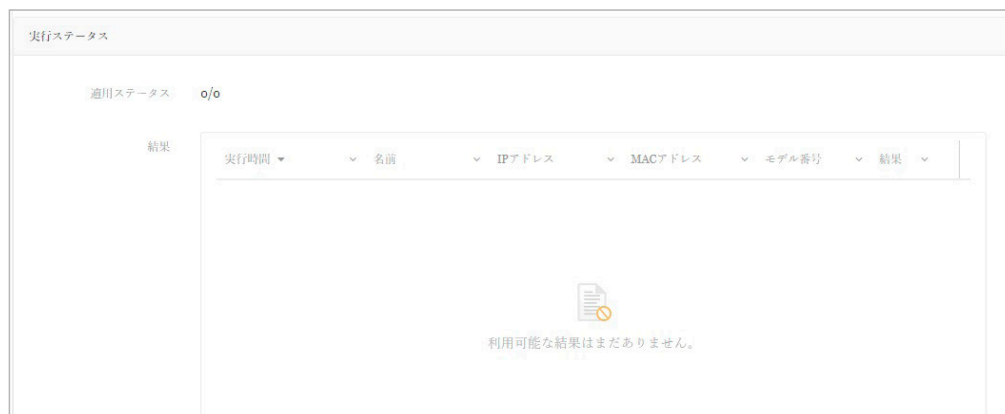 実行ステータス
適用ステータス 0/0
結果
実行時間 名前 IPアドレス MACアドレス モデル番号 結果
利用可能な結果はまだありません。